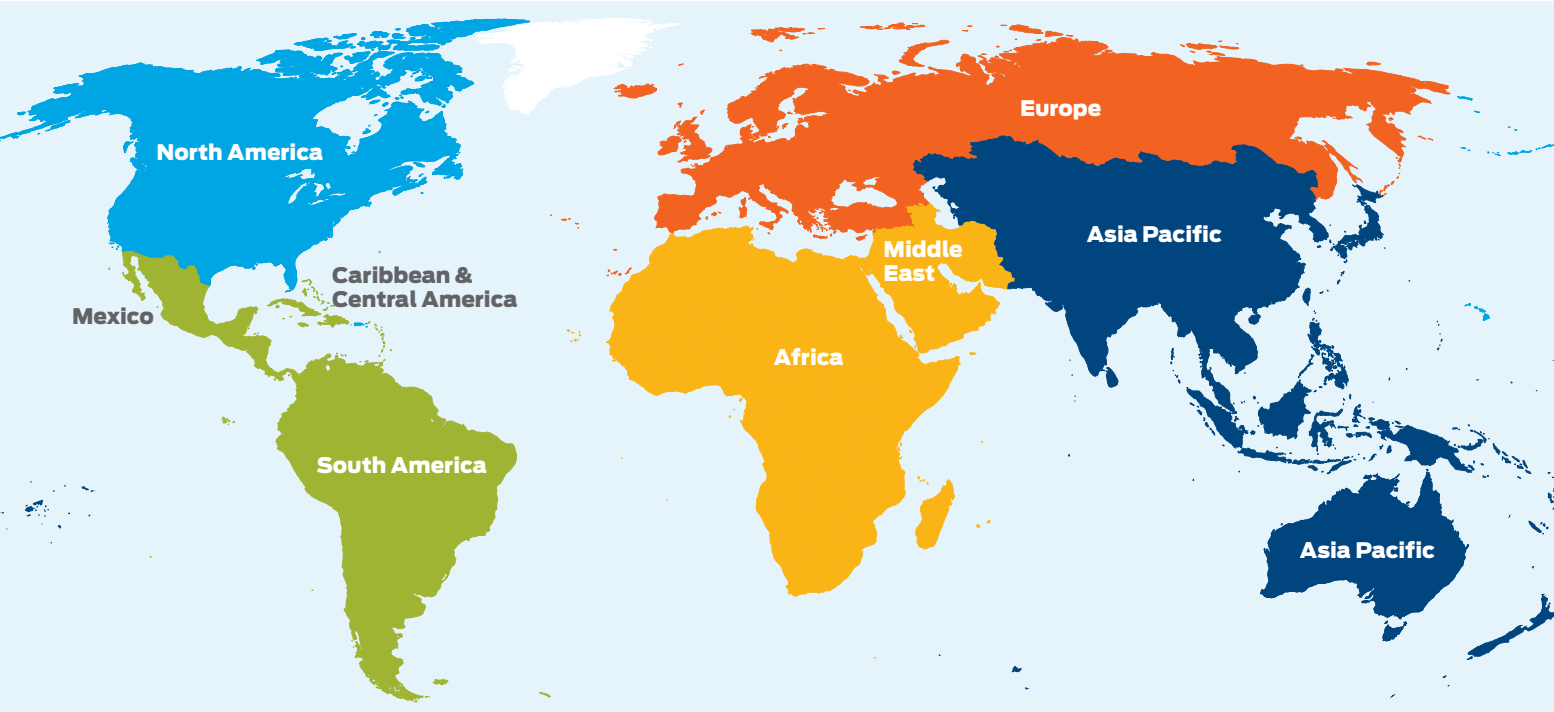 North America
Europe
Asia Pacific
Middle
East
Caribbean &
Central America
Mexico
Africa
South America
Asia Pacific